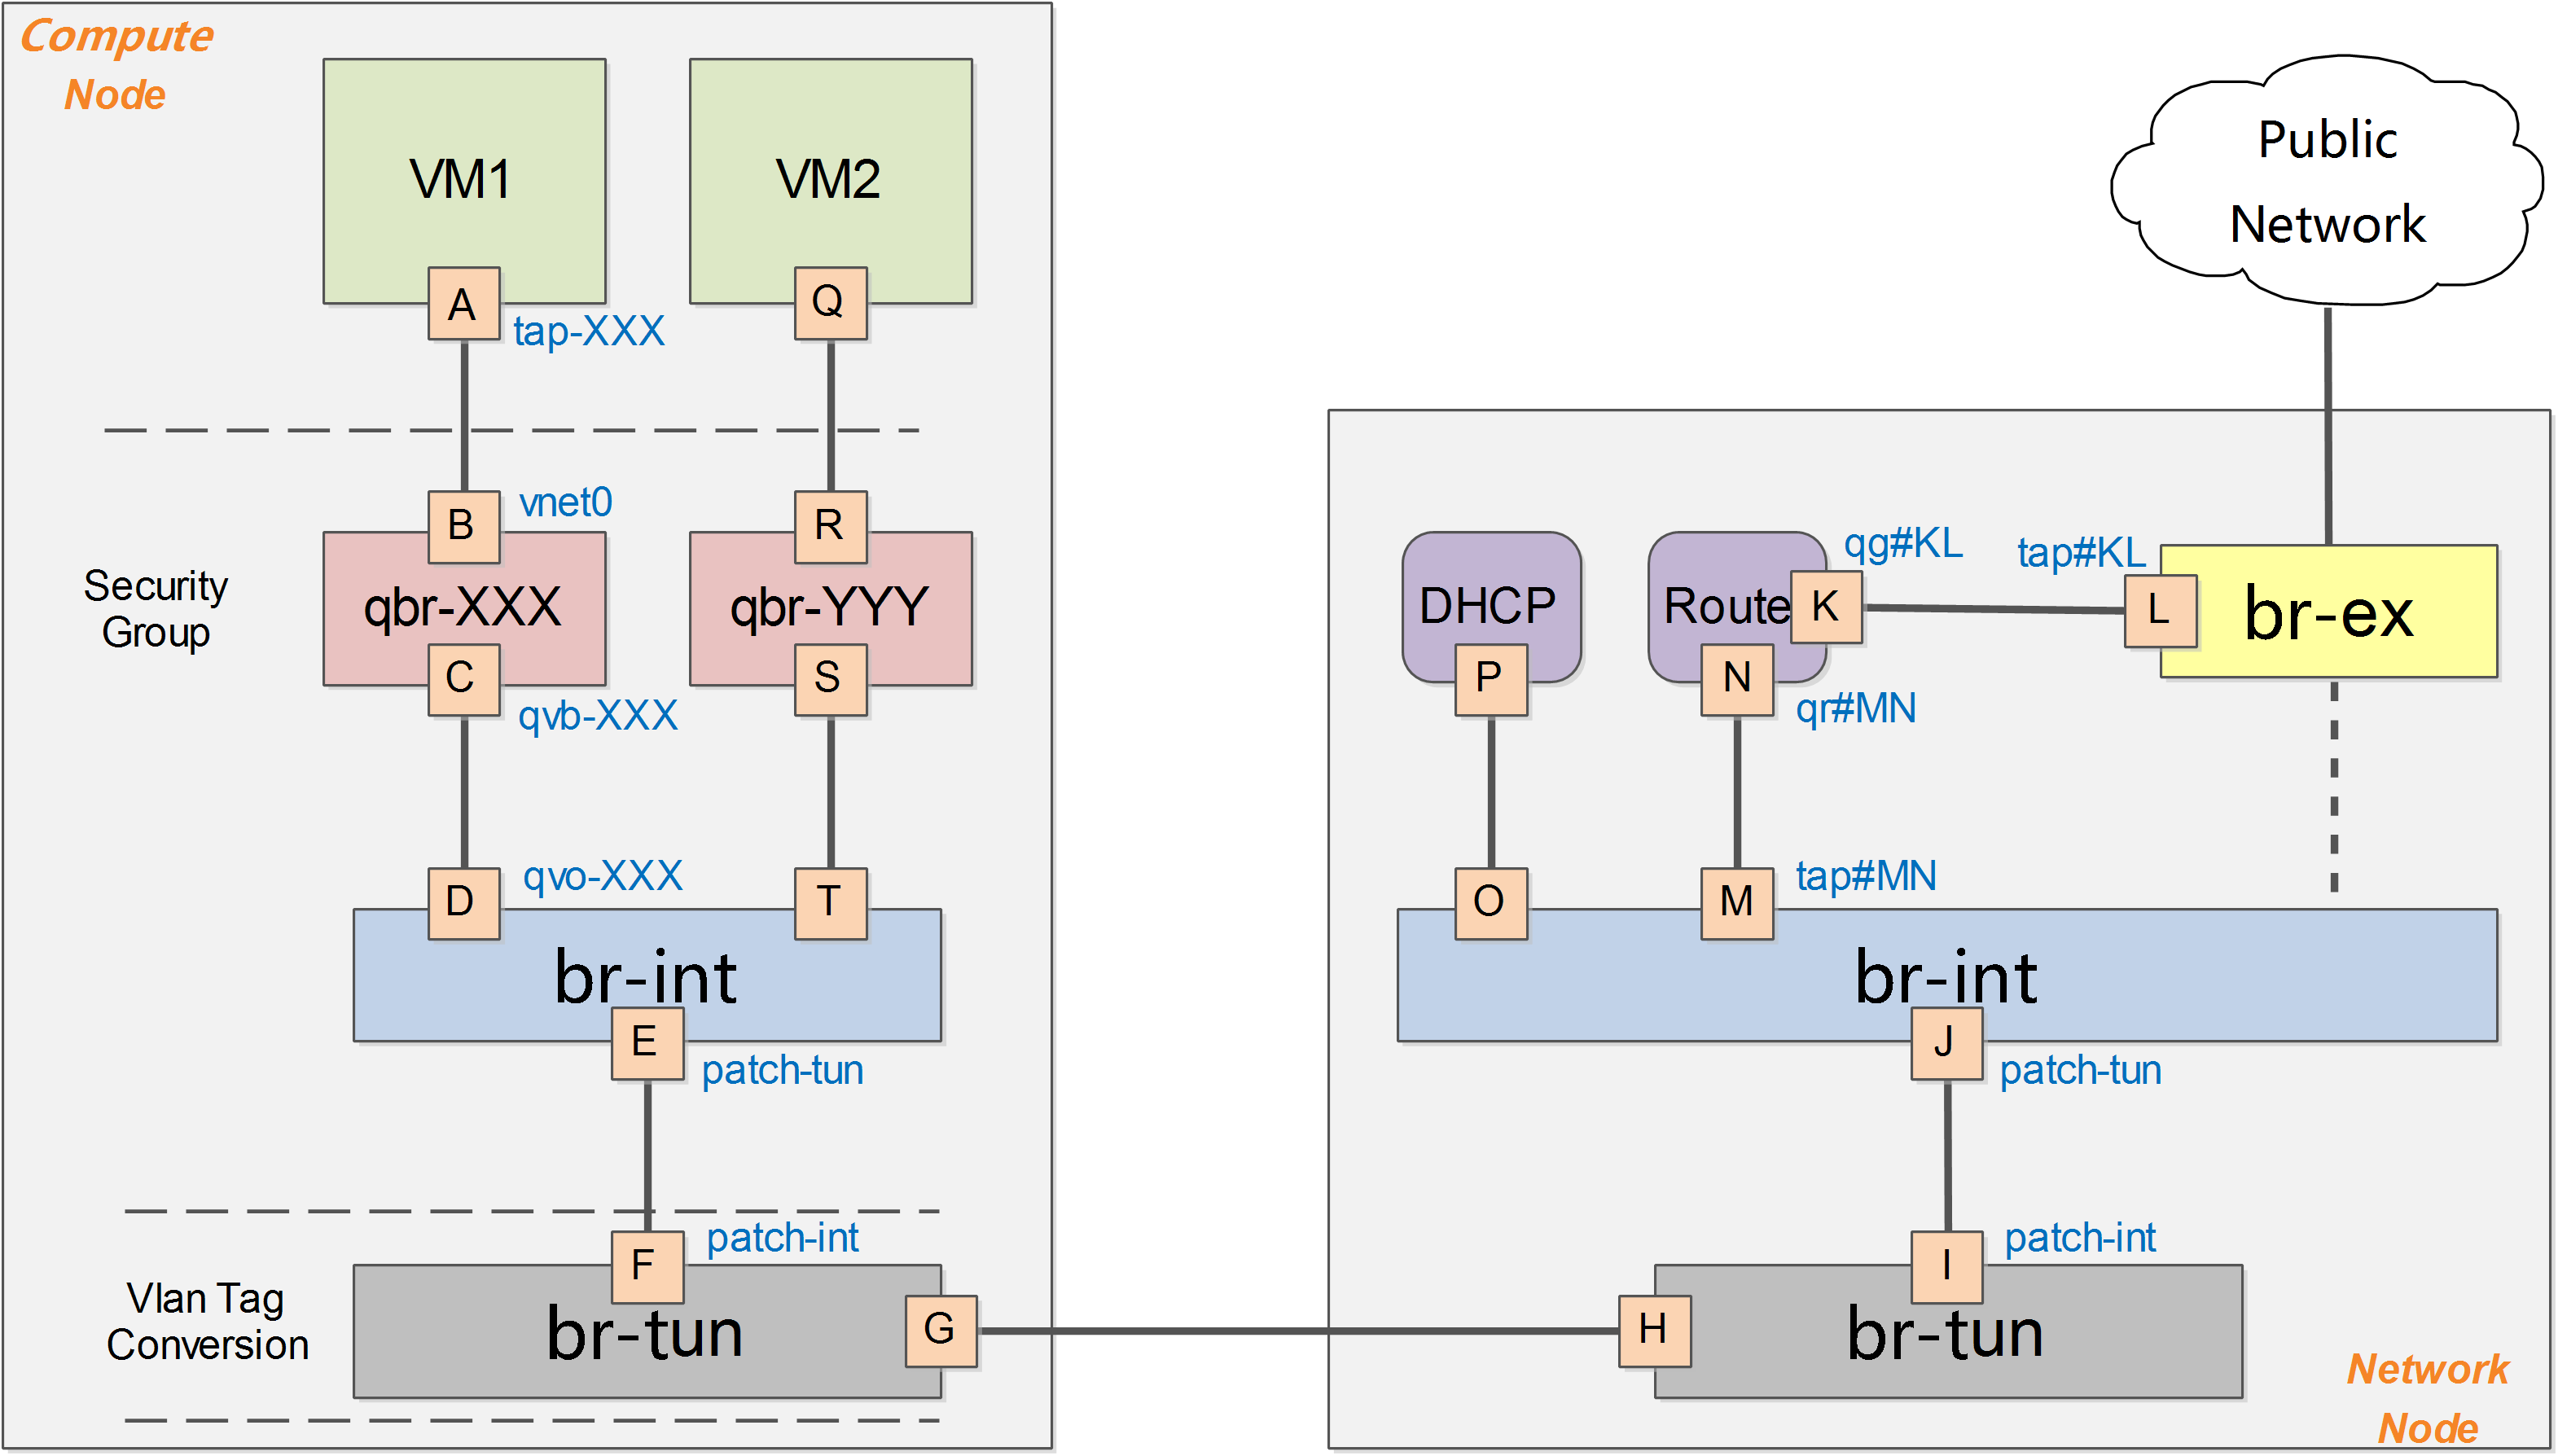 Compute
Node
VM1
VM2
A
tap-XXX
Q
Security
Group
B
vnet0
R
qbr-XXX
qbr-YYY
C
qvb-XXX
S
D
qvo-XXX
T
br-int
E
patch-tun
Vlan Tag
Conversion
F
patch-int
br-tun
G
Public
Network
DHCP
Route
K
qg#KL
tap#KL
L
br-ex
P
N
qr#MN
O
M
tap#MN
br-int
J
patch-tun
I
patch-int
H
br-tun
Network
Node